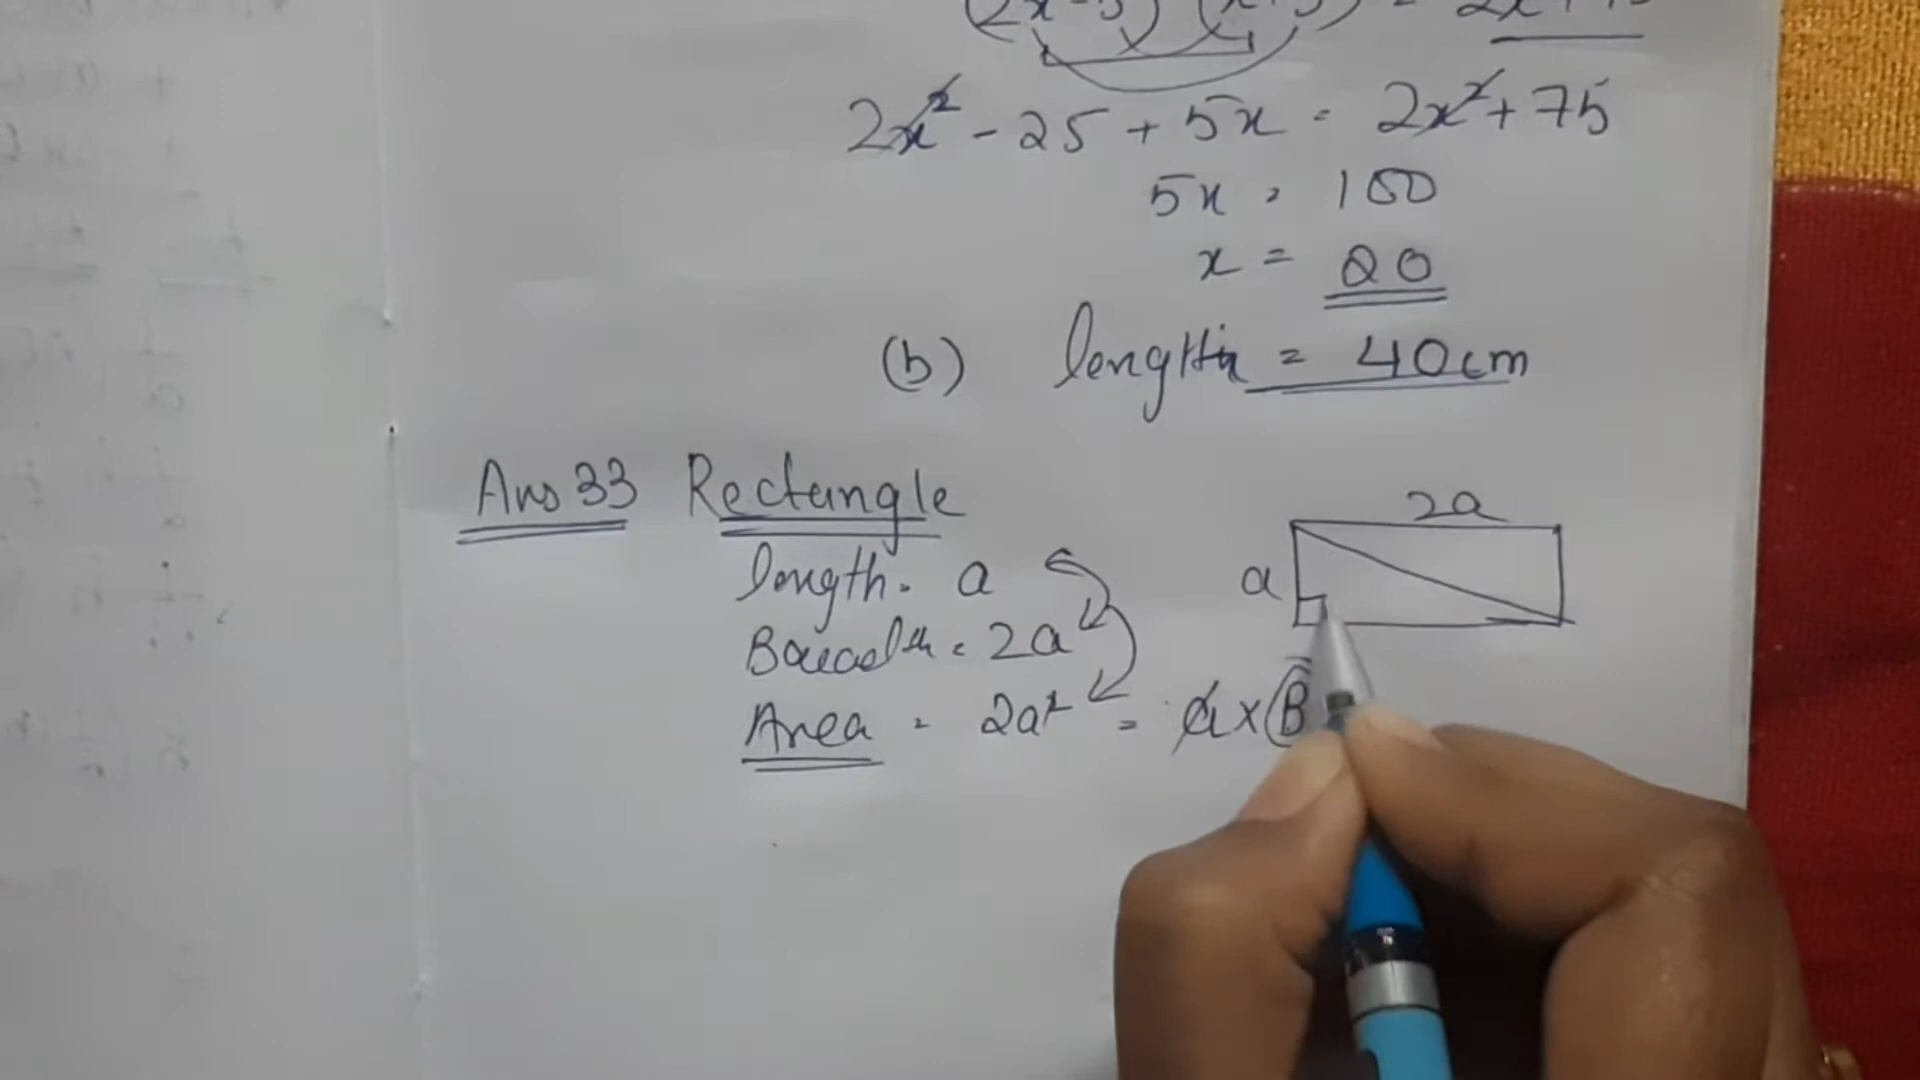 2x² - 25 + 5x = 2x² + 75
5x = 100
x = 20
(b) length = 40cm
Ans 33 Rectangle
length = a
Breadth = 2a
Area = 2a² = a × B
2a
a